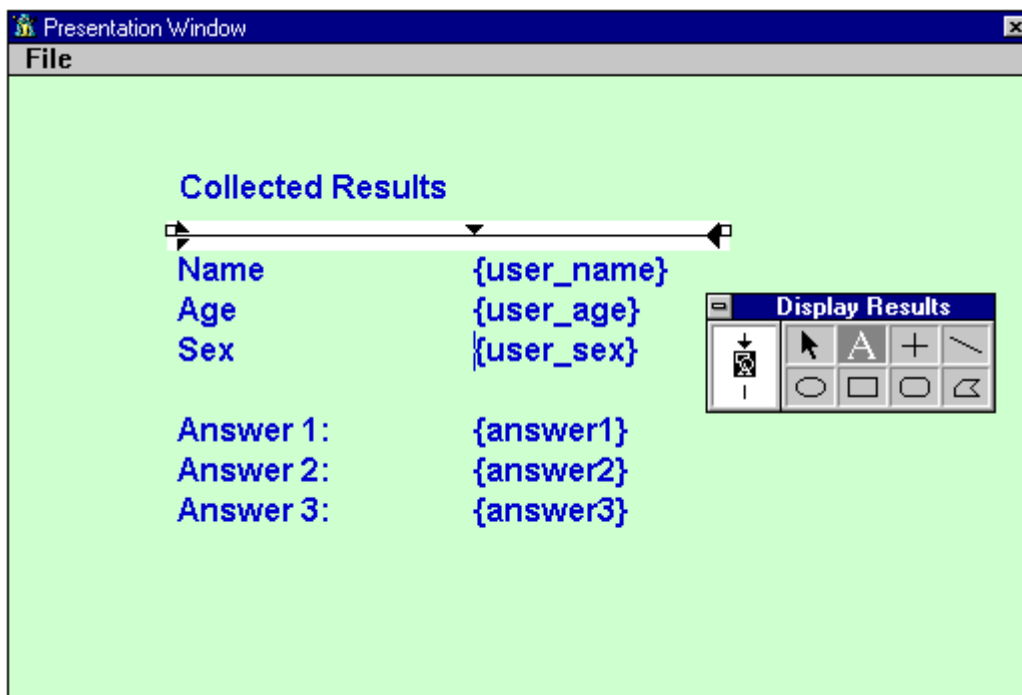 Presentation Window
File
Collected Results
Name {user_name}
Age {user_age}
Sex {user_sex}
Display Results
A
Answer 1: {answer1}
Answer 2: {answer2}
Answer 3: {answer3}